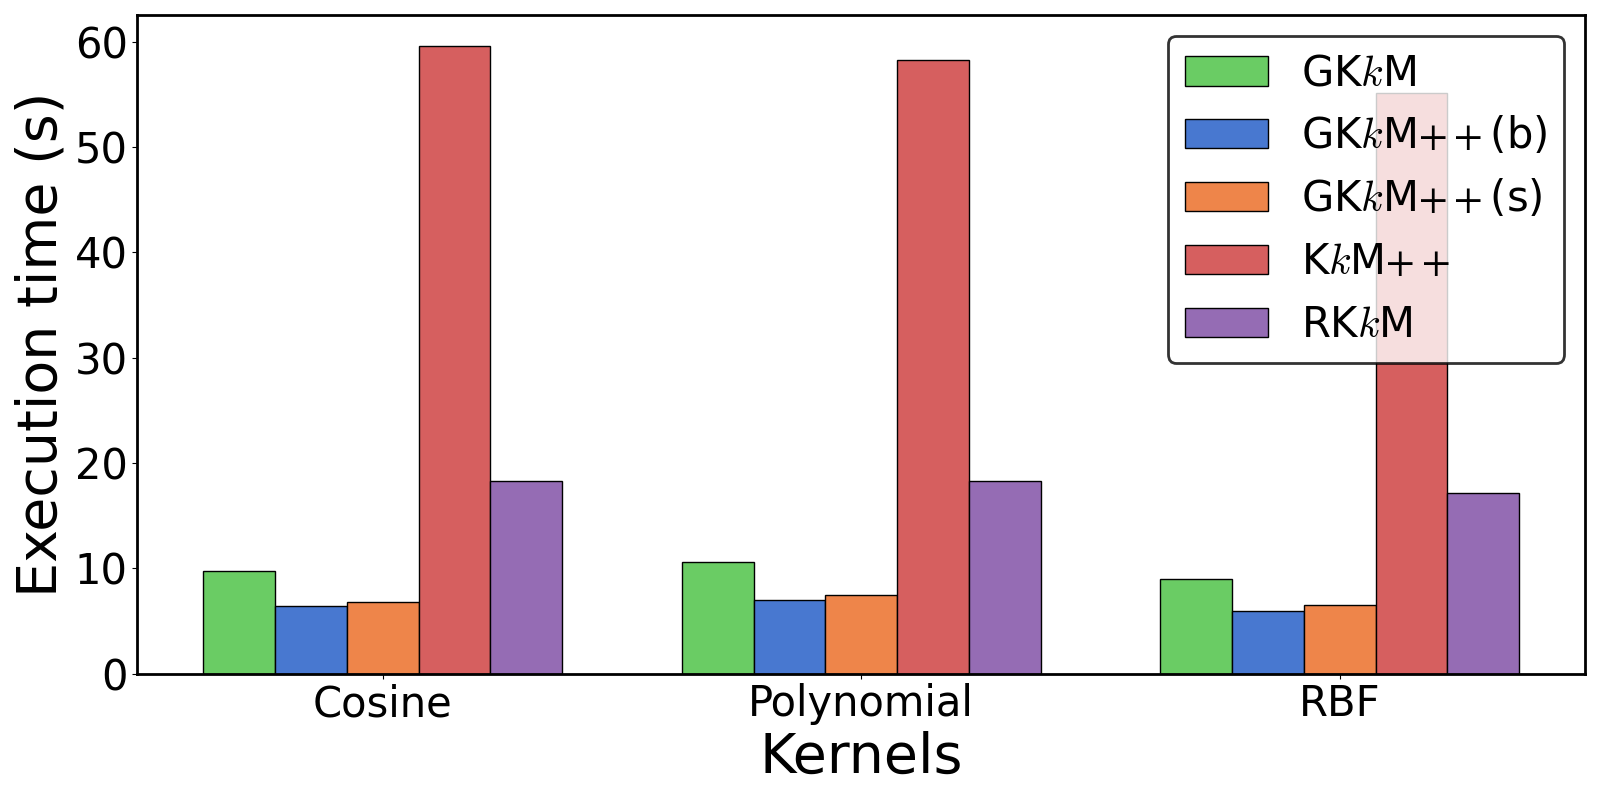 Execution time (s)
60
50
40
30
20
10
0
GKkM
GKkM++(b)
GKkM++(s)
KkM++
RKkM
Cosine
Polynomial
RBF
Kernels